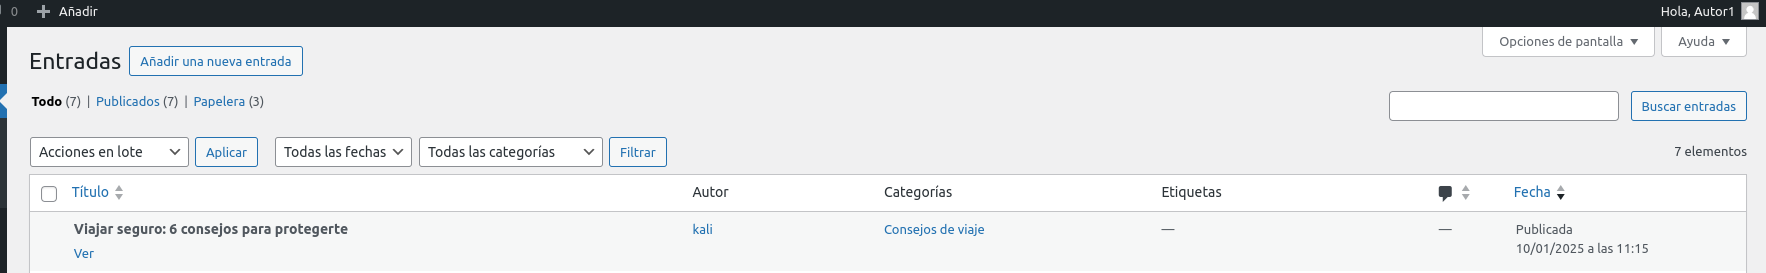 0 Añadir Hola, Autor1
Opciones de pantalla Ayuda
Entradas Añadir una nueva entrada
Todo (7) | Publicados (7) | Papelera (3)
Buscar entradas
Acciones en lote Aplicar Todas las fechas Todas las categorías Filtrar 7 elementos
Título Autor Categorías Etiquetas Fecha
Viajar seguro: 6 consejos para protegerte kali Consejos de viaje — — Publicada
Ver 10/01/2025 a las 11:15